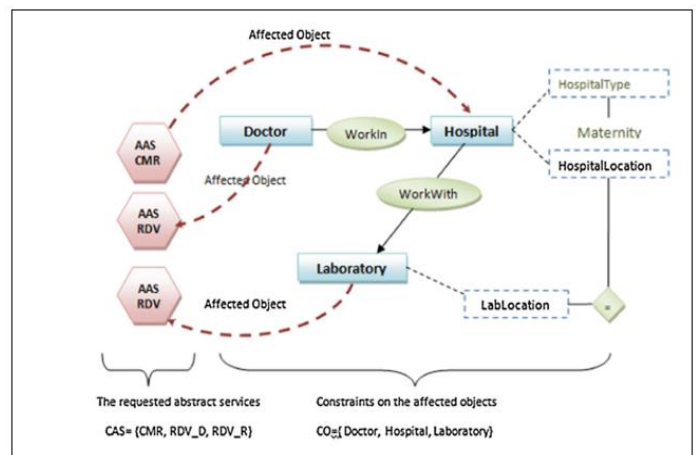 Affected Object
HospitalType
AAS
CMR
Doctor
WorkIn
Hospital
Maternity
HospitalLocation
Affected Object
AAS
RDV
WorkWith
Laboratory
AAS
RDV
Affected Object
LabLocation
=
The requested abstract services
Constraints on the affected objects
CAS= {CMR, RDV_D, RDV_R}
CO={Doctor, Hospital, Laboratory}